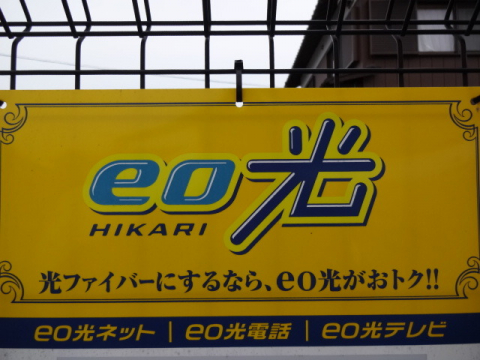 eo光
HIKARI
光ファイバーにするなら、eo光がおトク!!
eo光ネット | eo光電話 | eo光テレビ